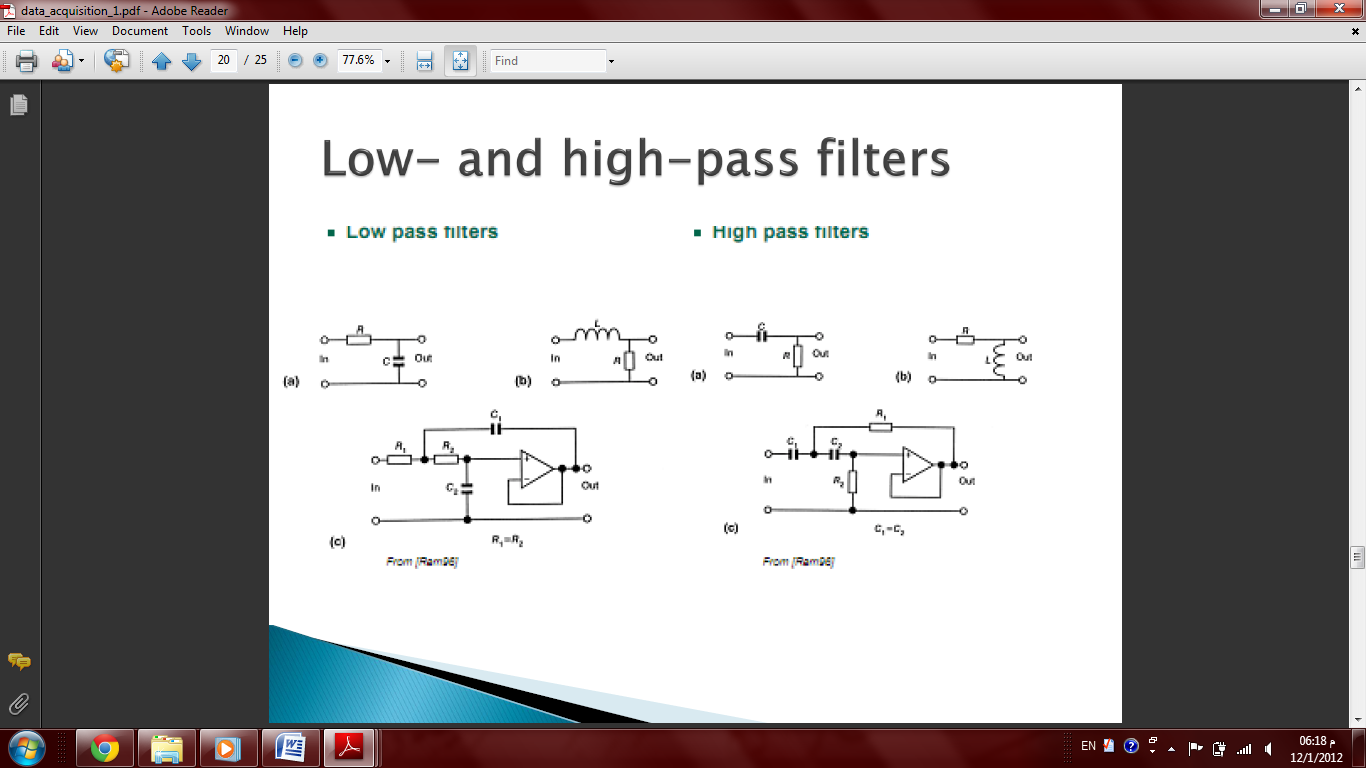 data_acquisition_1.pdf - Adobe Reader
File Edit View Document Tools Window Help
20 / 25 77.6% Find
Low- and high-pass filters
Low pass filters
High pass filters
R
In
C
Out
(a)
L
In
R
Out
(b)
C
In
R
Out
(a)
R
In
L
Out
(b)
C1
R1 R2
In
C2
Out
(c)
R1=R2
From [Ram96]
R1
C1 C2
In
R2
Out
(c)
C1=C2
From [Ram96]
EN
06:18 م
12/1/2012